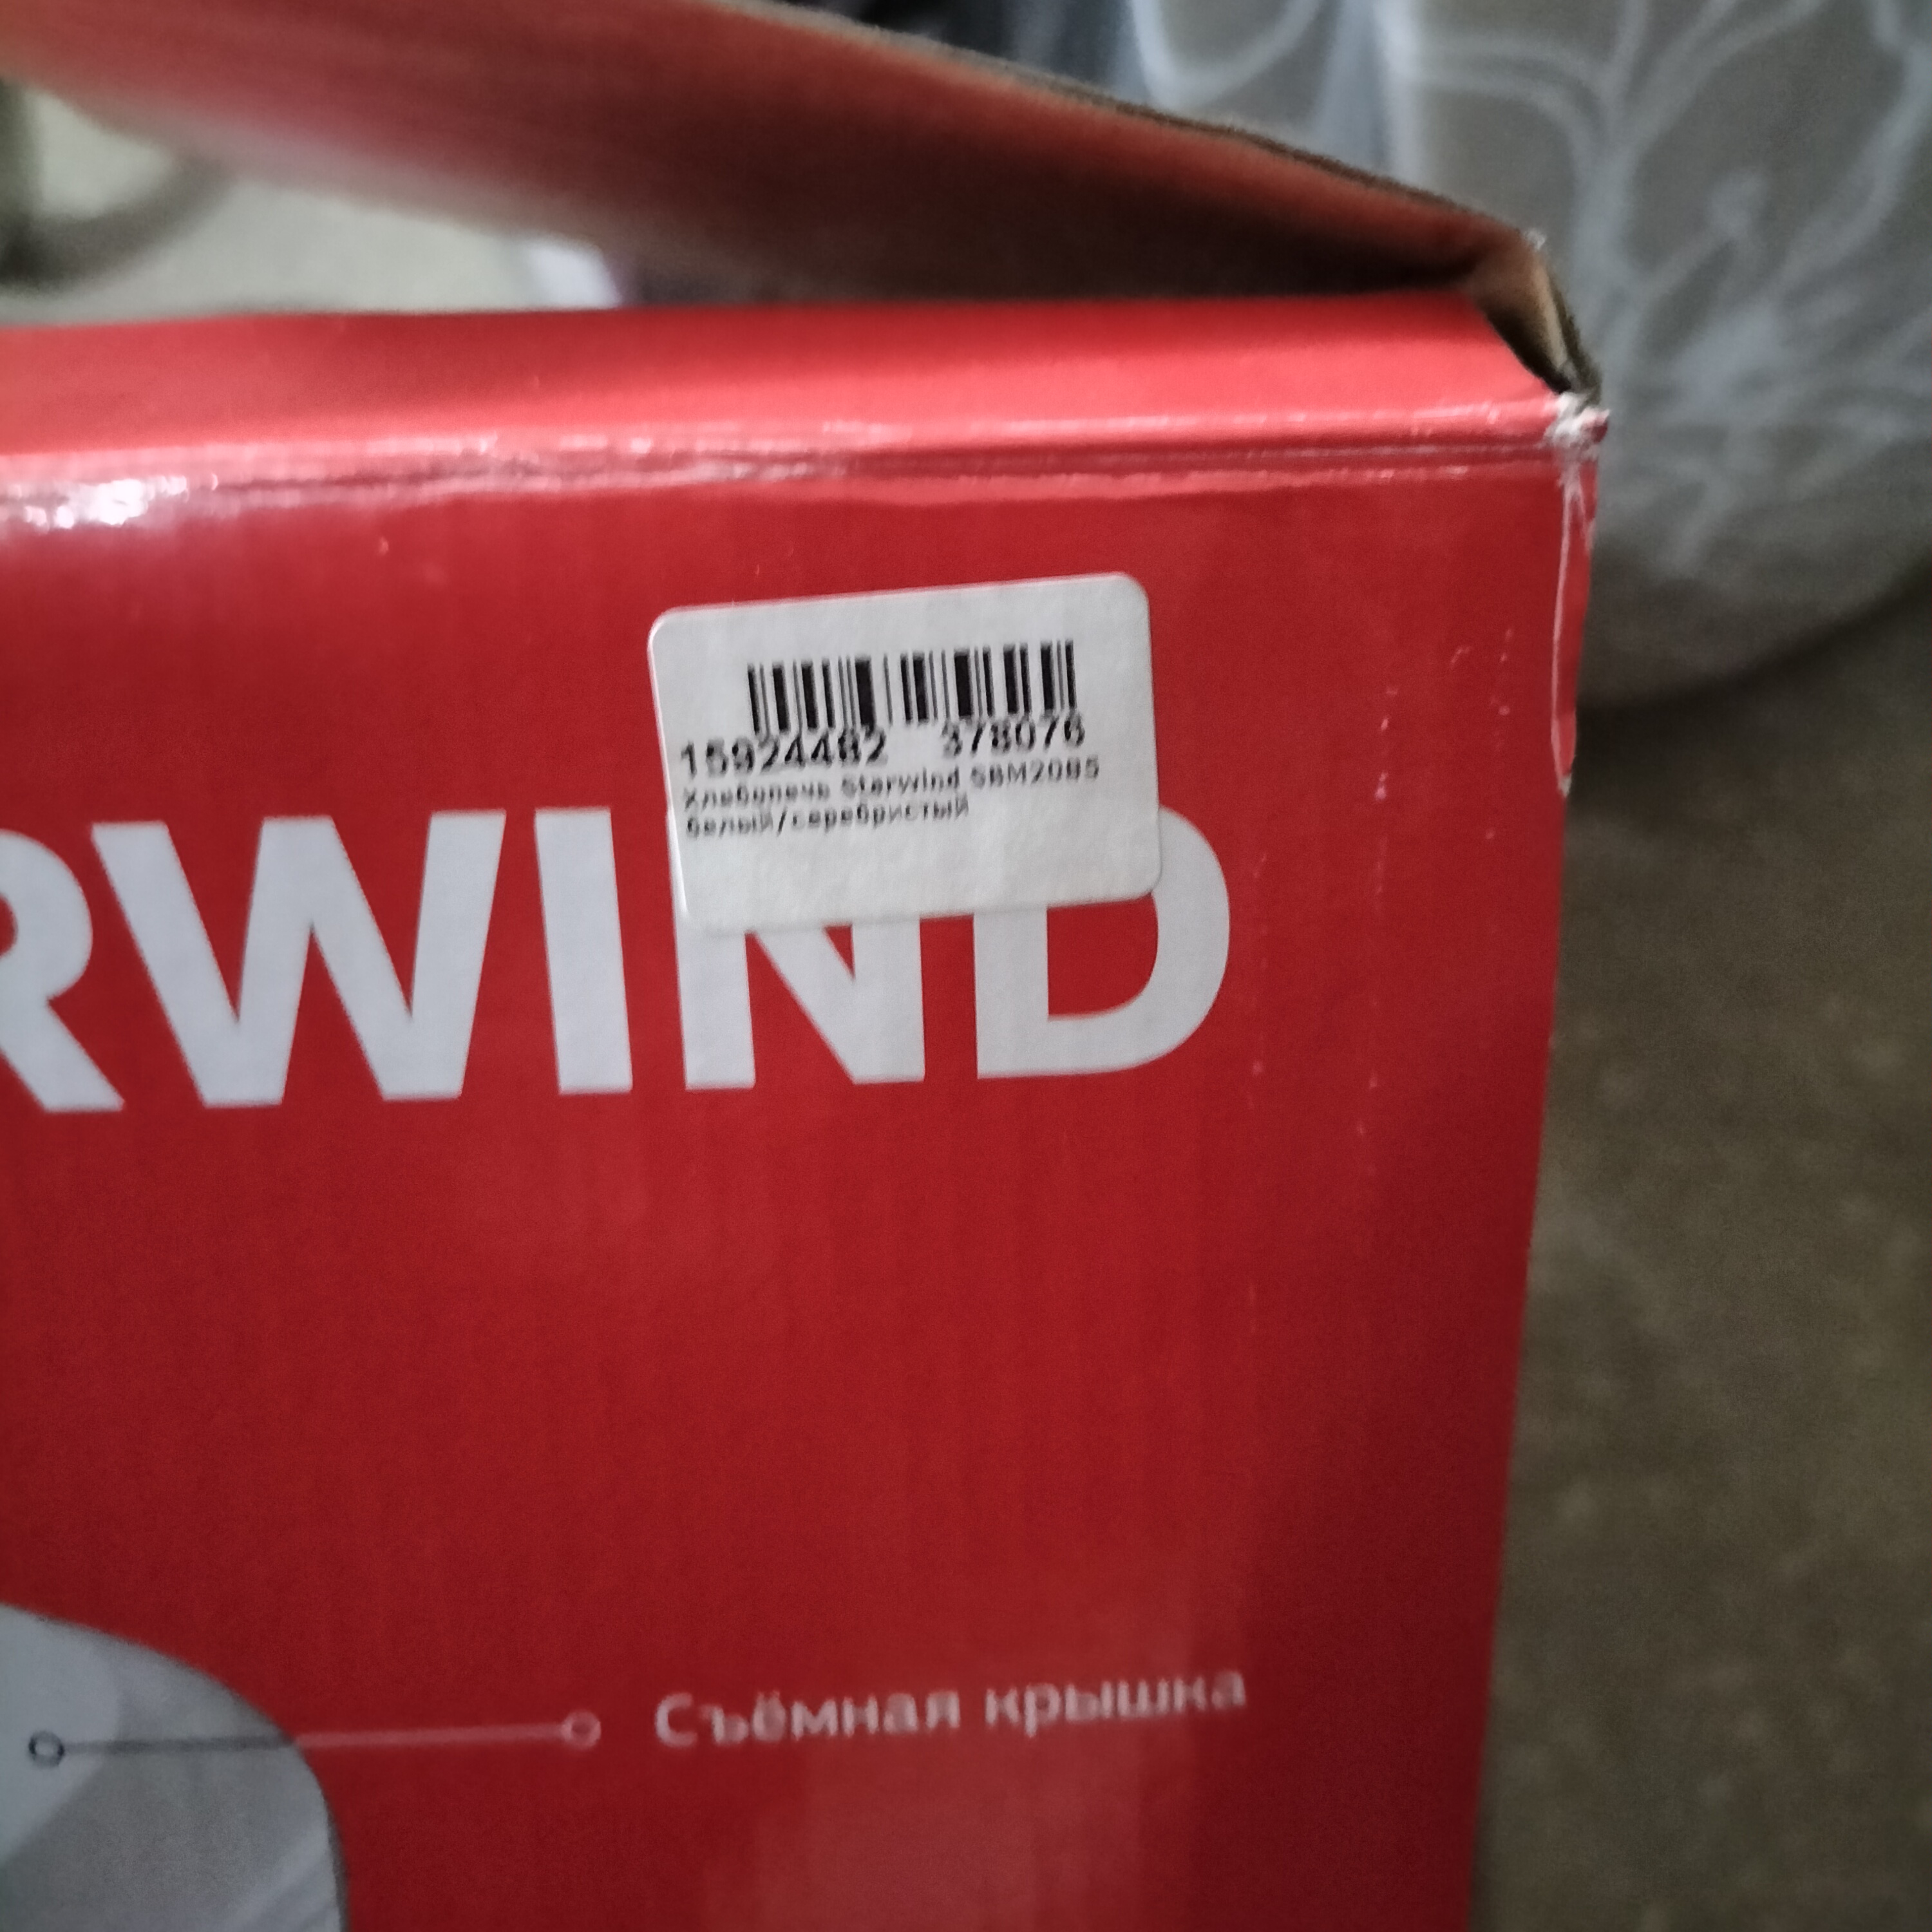 15924482 378076
Хлебопечь Starwind SBM2085
белый/серебристый
RWIND
Съёмная крышка